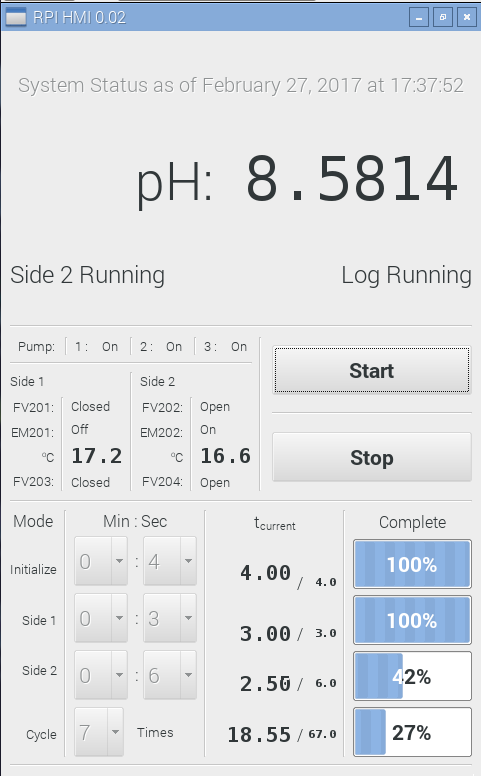 RPI HMI 0.02
System Status as of February 27, 2017 at 17:37:52
pH: 8.5814
Side 2 Running Log Running
Pump: 1: On 2: On 3: On
Start
Side 1 Side 2
FV201: Closed FV202: Open
EM201: Off EM202: On
ºC 17.2 ºC 16.6
FV203: Closed FV204: Open
Stop
Mode Min : Sec tcurrent Complete
Initialize 0 : 4 4.00 / 4.0 100%
Side 1 0 : 3 3.00 / 3.0 100%
Side 2 0 : 6 2.50 / 6.0 42%
Cycle 7 Times 18.55 / 67.0 27%